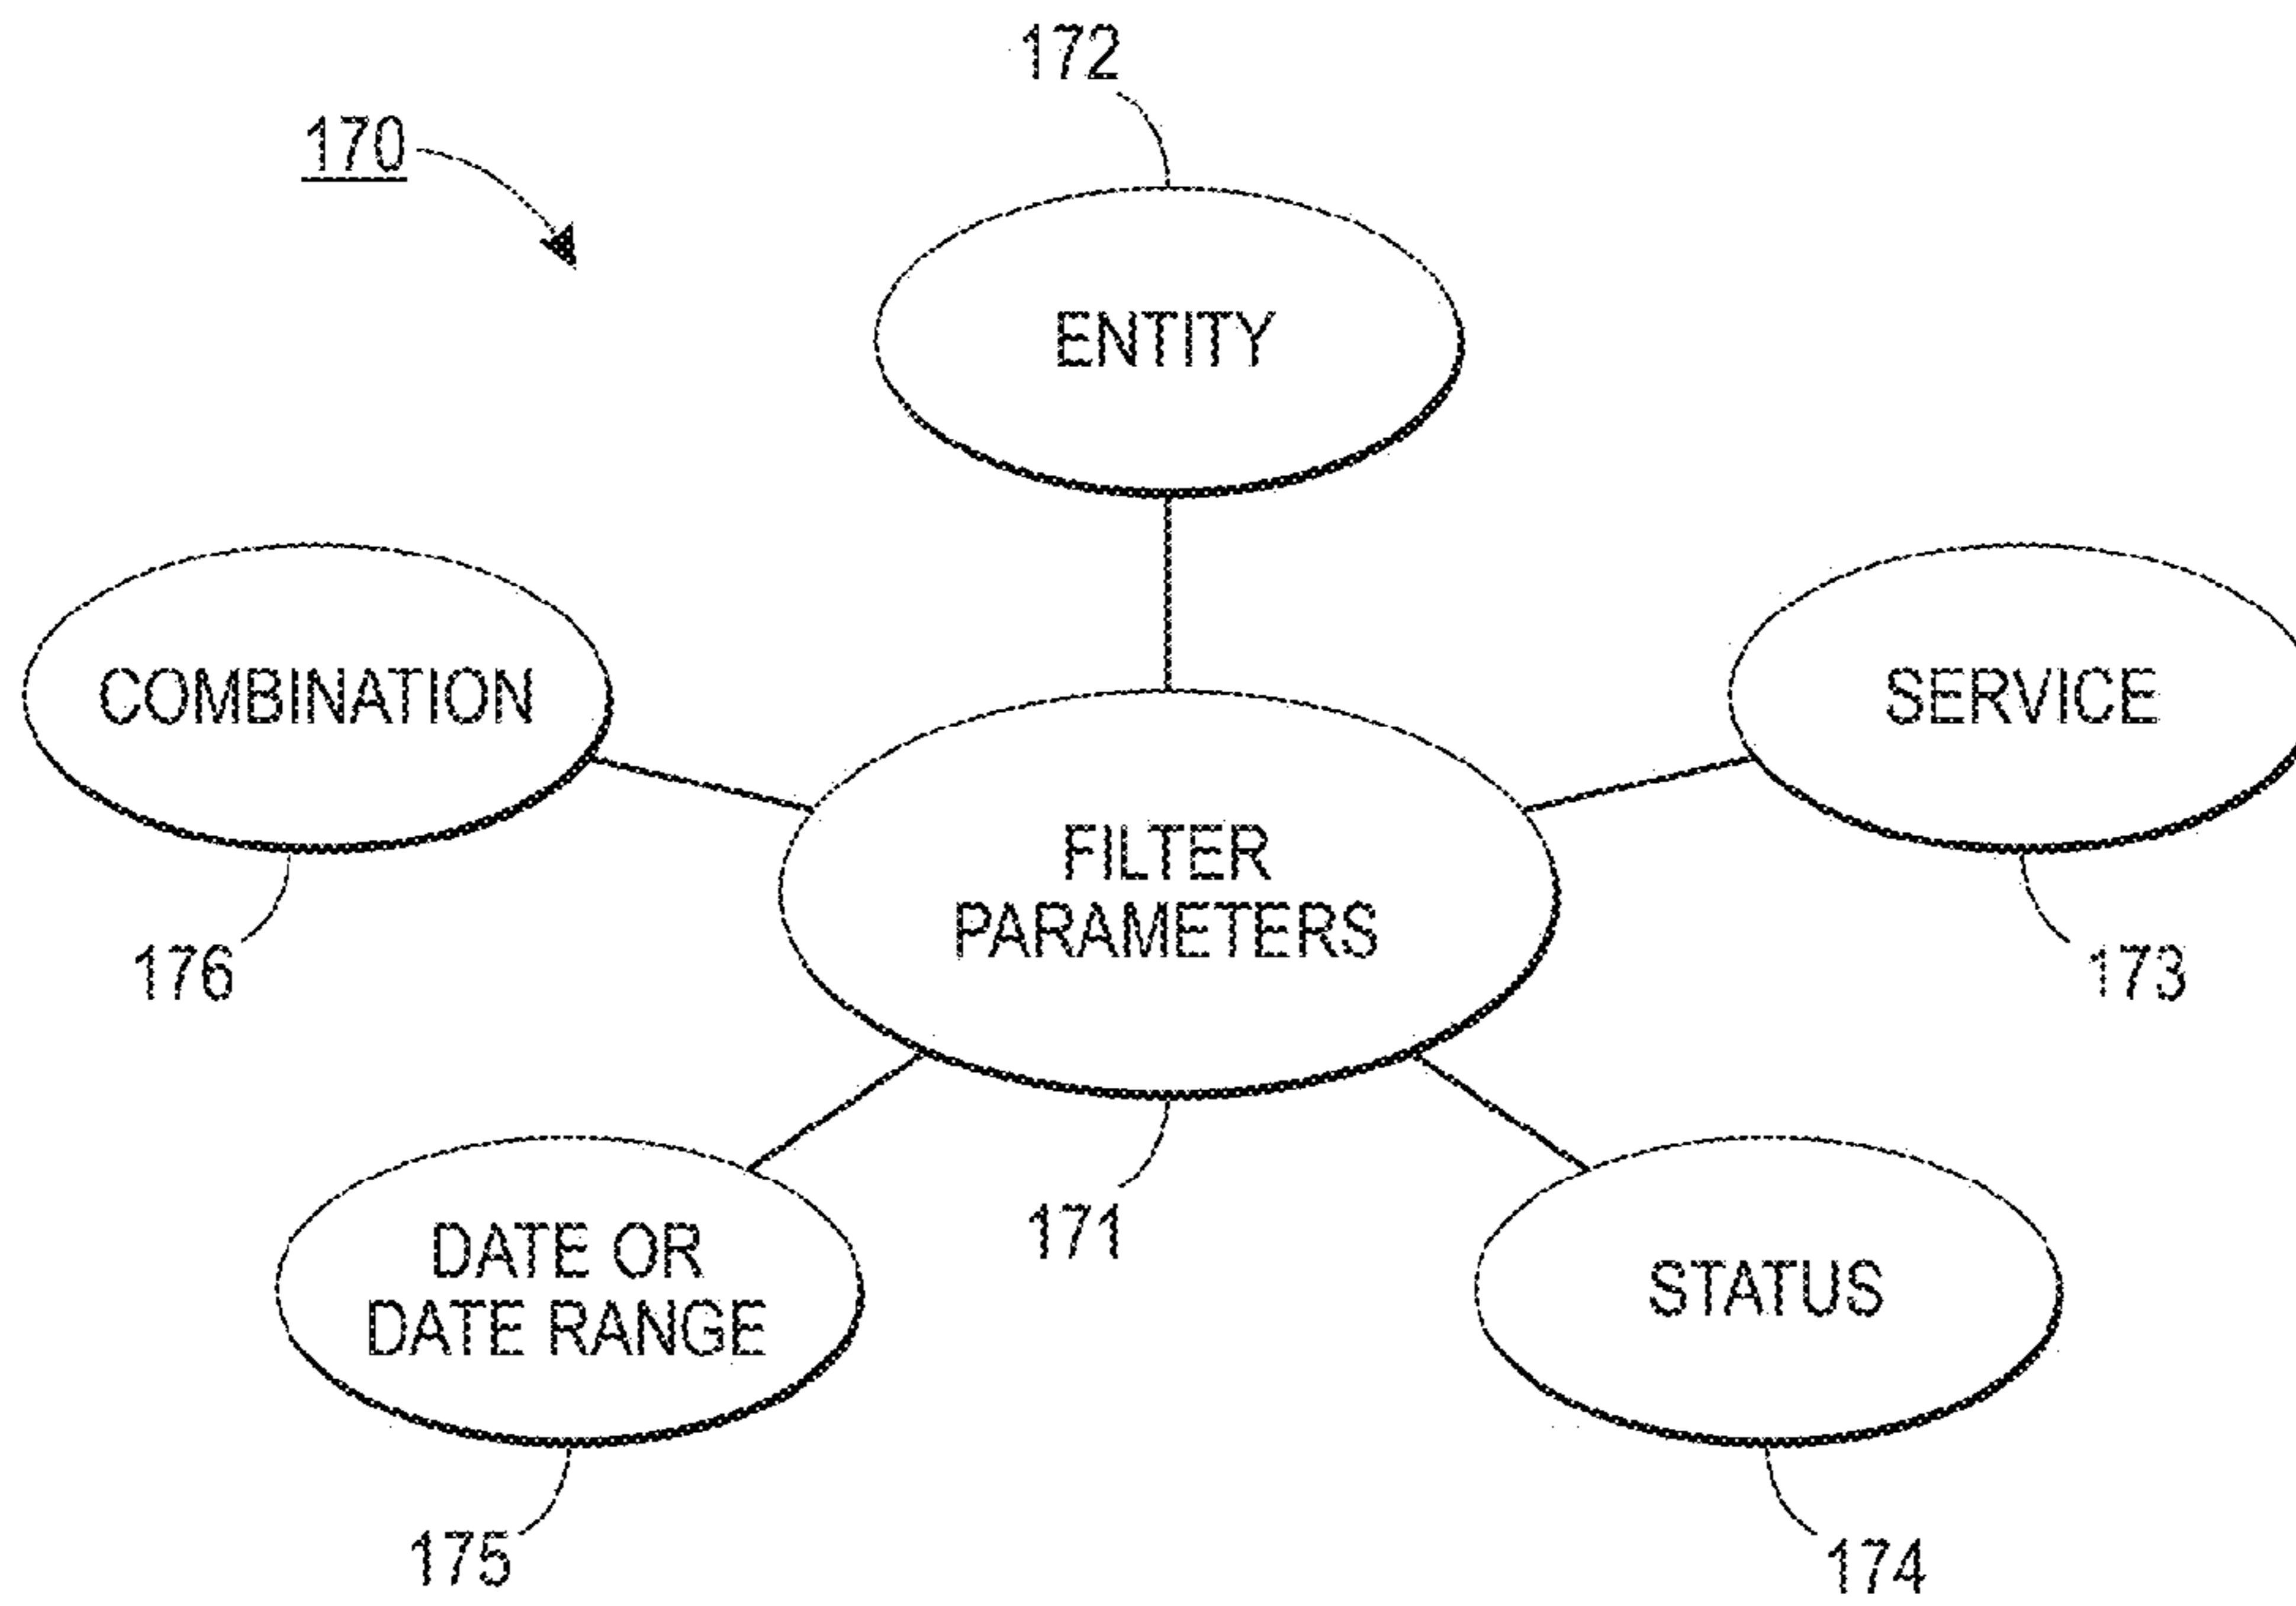 172
170
ENTITY
COMBINATION
SERVICE
FILTER
PARAMETERS
176
173
171
DATE OR
DATE RANGE
STATUS
175
174